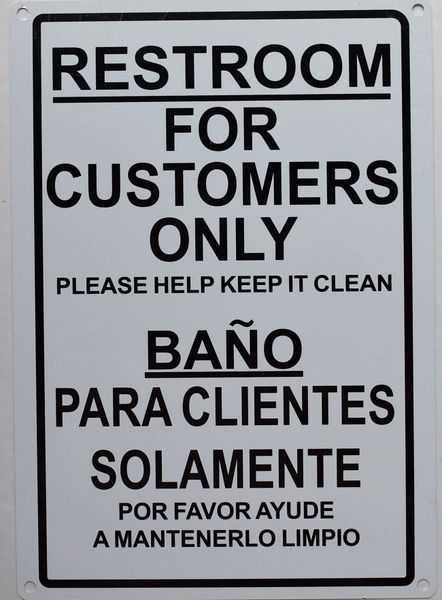 RESTROOM
FOR
CUSTOMERS
ONLY
PLEASE HELP KEEP IT CLEAN
BAÑO
PARA CLIENTES
SOLAMENTE
POR FAVOR AYUDE
A MANTENERLO LIMPIO